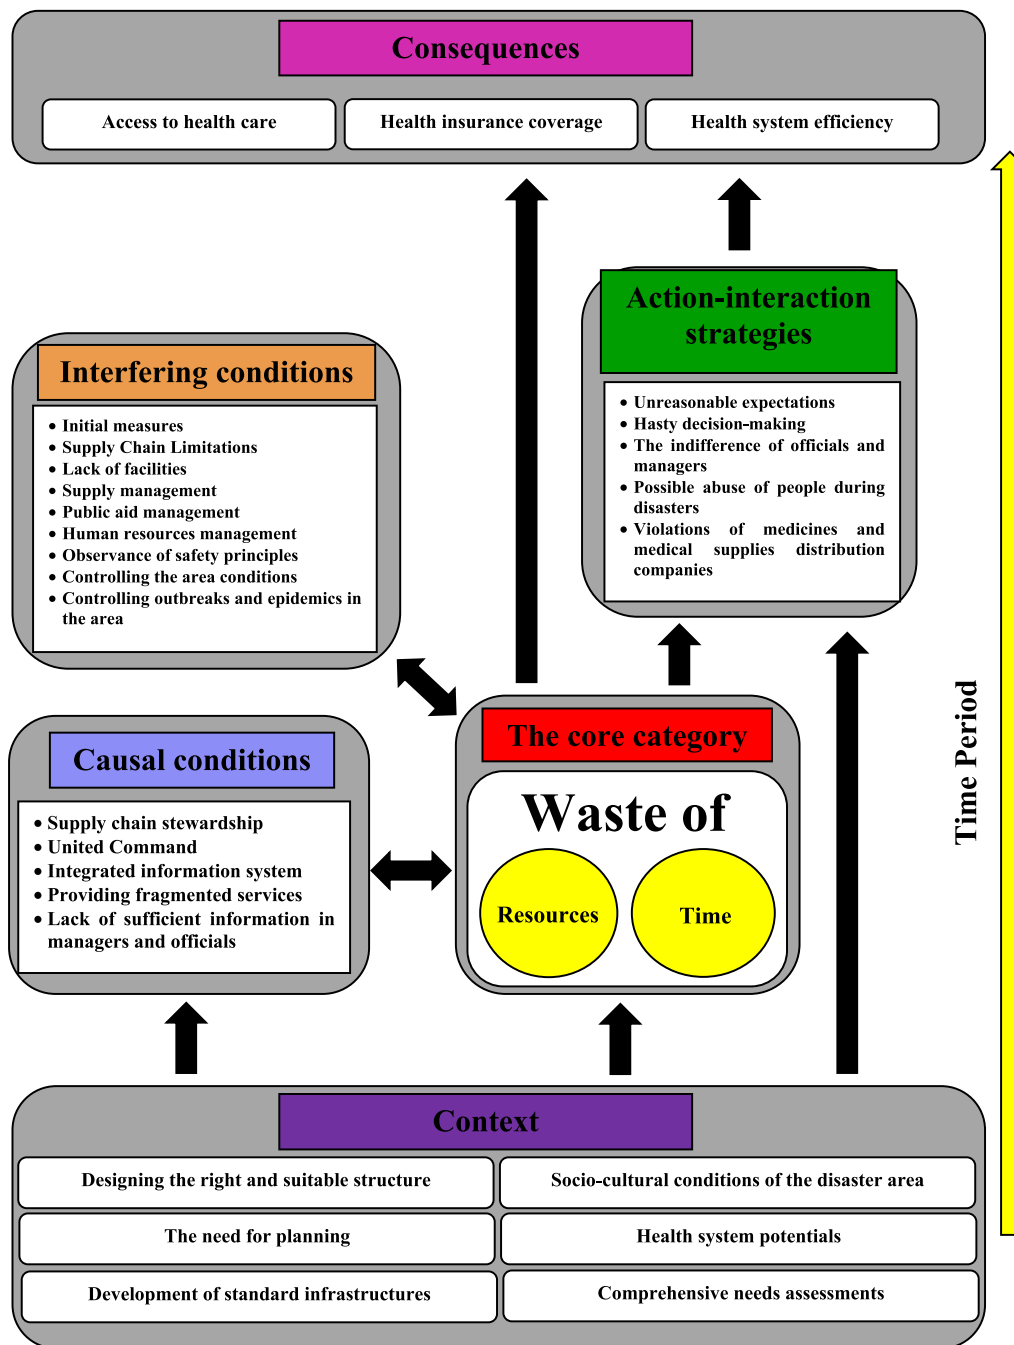 Consequences
Access to health care
Health insurance coverage
Health system efficiency
Action-interaction
strategies
• Unreasonable expectations
• Hasty decision-making
• The indifference of officials and
managers
• Possible abuse of people during
disasters
• Violations of medicines and
medical supplies distribution
companies
Interfering conditions
• Initial measures
• Supply Chain Limitations
• Lack of facilities
• Supply management
• Public aid management
• Human resources management
• Observance of safety principles
• Controlling the area conditions
• Controlling outbreaks and epidemics in
the area
Causal conditions
• Supply chain stewardship
• United Command
• Integrated information system
• Providing fragmented services
• Lack of sufficient information in
managers and officials
The core category
Waste of
Resources
Time
Time Period
Context
Designing the right and suitable structure
Socio-cultural conditions of the disaster area
The need for planning
Health system potentials
Development of standard infrastructures
Comprehensive needs assessments